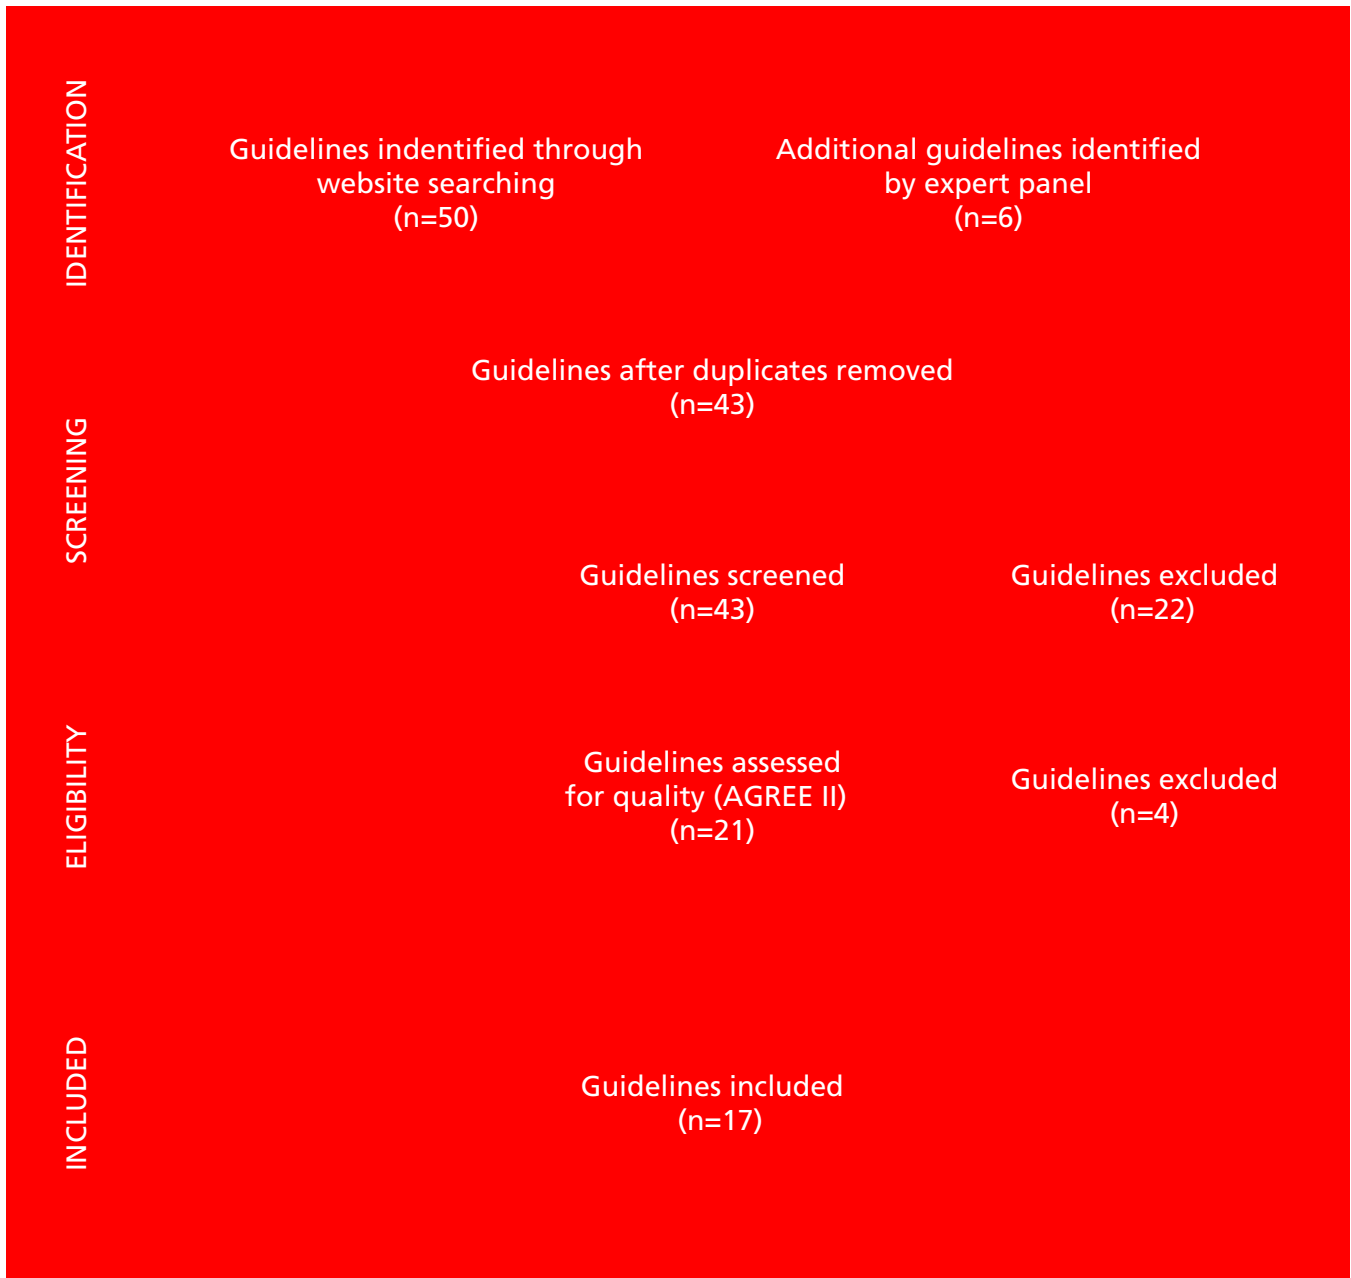 IDENTIFICATION
Guidelines indentified through
website searching
(n=50)
Additional guidelines identified
by expert panel
(n=6)
SCREENING
Guidelines after duplicates removed
(n=43)
Guidelines screened
(n=43)
Guidelines excluded
(n=22)
ELIGIBILITY
Guidelines assessed
for quality (AGREE II)
(n=21)
Guidelines excluded
(n=4)
INCLUDED
Guidelines included
(n=17)